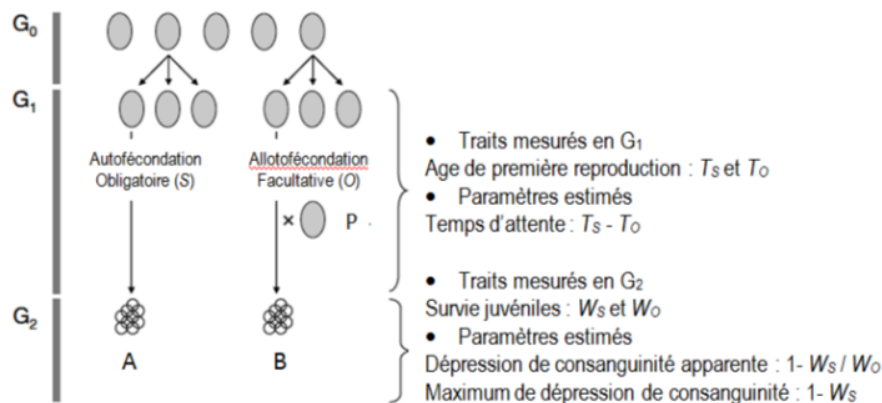 G0
G1
Autofécondation
Obligatoire (S)
Allotofécondation
Facultative (O)
× P .
• Traits mesurés en G1
Age de première reproduction : TS et TO
• Paramètres estimés
Temps d'attente : TS - TO
G2
A
B
• Traits mesurés en G2
Survie juvéniles : WS et WO
• Paramètres estimés
Dépression de consanguinité apparente : 1- WS / WO
Maximum de dépression de consanguinité : 1- WS